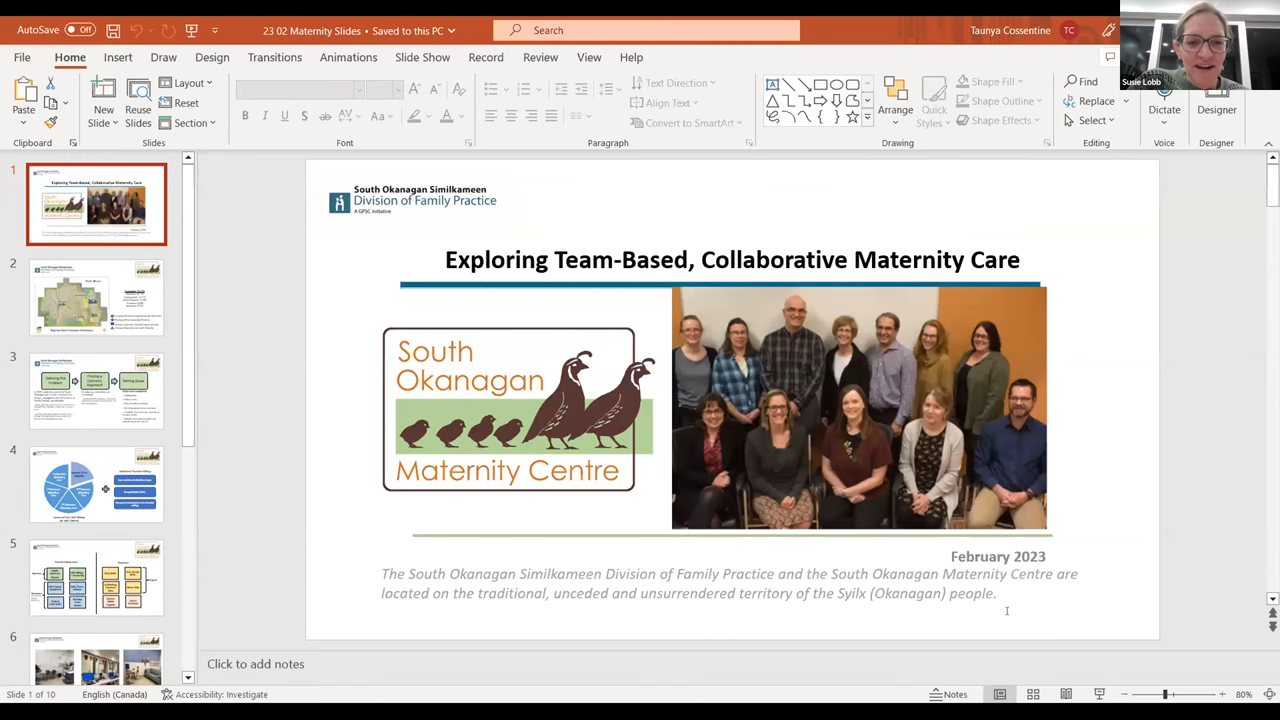 AutoSave Off
23 02 Maternity Slides • Saved to this PC
Search
Taunya Cossentine TC
Susie Lobb
File Home Insert Draw Design Transitions Animations Slide Show Record Review View Help
Paste
New Slide
Reuse Slides
Layout
Reset
Section
Text Direction
Align Text
Convert to SmartArt
Arrange
Quick Styles
Shape Fill
Shape Outline
Shape Effects
Find
Replace
Select
Dictate
Designer
Clipboard Slides Font Paragraph Drawing Editing Voice Designer
1
2
3
4
5
6
South Okanagan Similkameen
Division of Family Practice
A GPSC initiative
Exploring Team-Based, Collaborative Maternity Care
South
Okanagan
Maternity Centre
February 2023
The South Okanagan Similkameen Division of Family Practice and the South Okanagan Maternity Centre are
located on the traditional, unceded and unsurrendered territory of the Syilx (Okanagan) people.
Click to add notes
Slide 1 of 10 English (Canada) Accessibility: Investigate Notes 80%